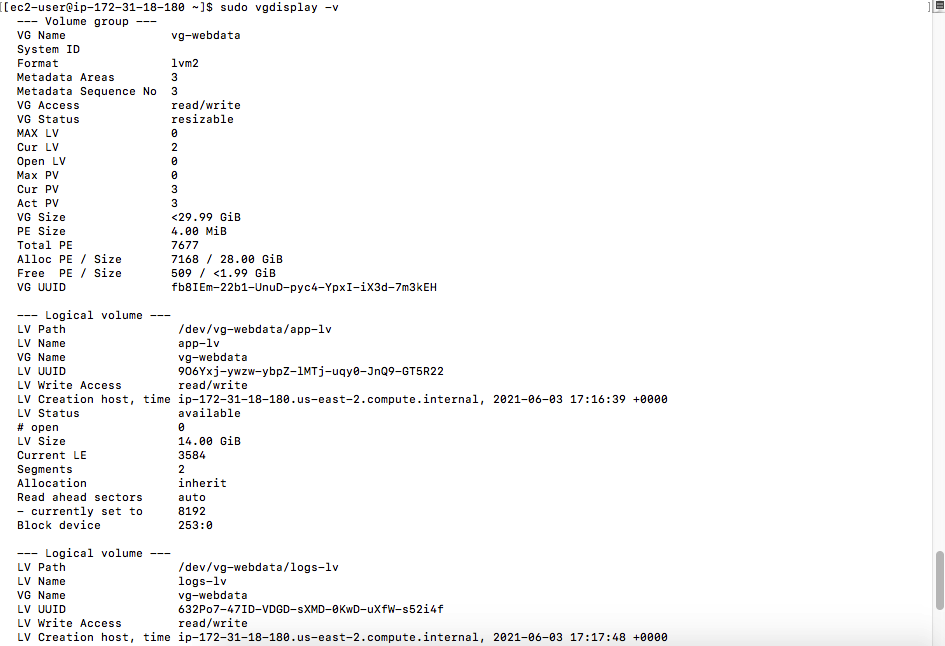 [[ec2-user@ip-172-31-18-180 ~]$ sudo vgdisplay -v ]
--- Volume group ---
VG Name vg-webdata
System ID
Format lvm2
Metadata Areas 3
Metadata Sequence No 3
VG Access read/write
VG Status resizable
MAX LV 0
Cur LV 2
Open LV 0
Max PV 0
Cur PV 3
Act PV 3
VG Size <29.99 GiB
PE Size 4.00 MiB
Total PE 7677
Alloc PE / Size 7168 / 28.00 GiB
Free PE / Size 509 / <1.99 GiB
VG UUID fb8IEm-22b1-UnuD-pyc4-YpxI-iX3d-7m3kEH
--- Logical volume ---
LV Path /dev/vg-webdata/app-lv
LV Name app-lv
VG Name vg-webdata
LV UUID 9O6Yxj-ywzw-ybpZ-lMTj-uqy0-JnQ9-GT5R22
LV Write Access read/write
LV Creation host, time ip-172-31-18-180.us-east-2.compute.internal, 2021-06-03 17:16:39 +0000
LV Status available
# open 0
LV Size 14.00 GiB
Current LE 3584
Segments 2
Allocation inherit
Read ahead sectors auto
- currently set to 8192
Block device 253:0
--- Logical volume ---
LV Path /dev/vg-webdata/logs-lv
LV Name logs-lv
VG Name vg-webdata
LV UUID 632Po7-47ID-VDGD-sXMD-0KwD-uXfW-s52i4f
LV Write Access read/write
LV Creation host, time ip-172-31-18-180.us-east-2.compute.internal, 2021-06-03 17:17:48 +0000